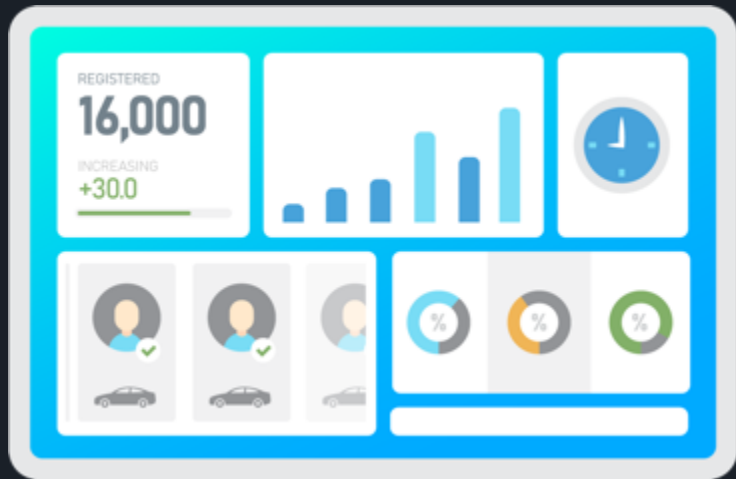 REGISTERED
16,000
INCREASING
+30.0
%
%
%